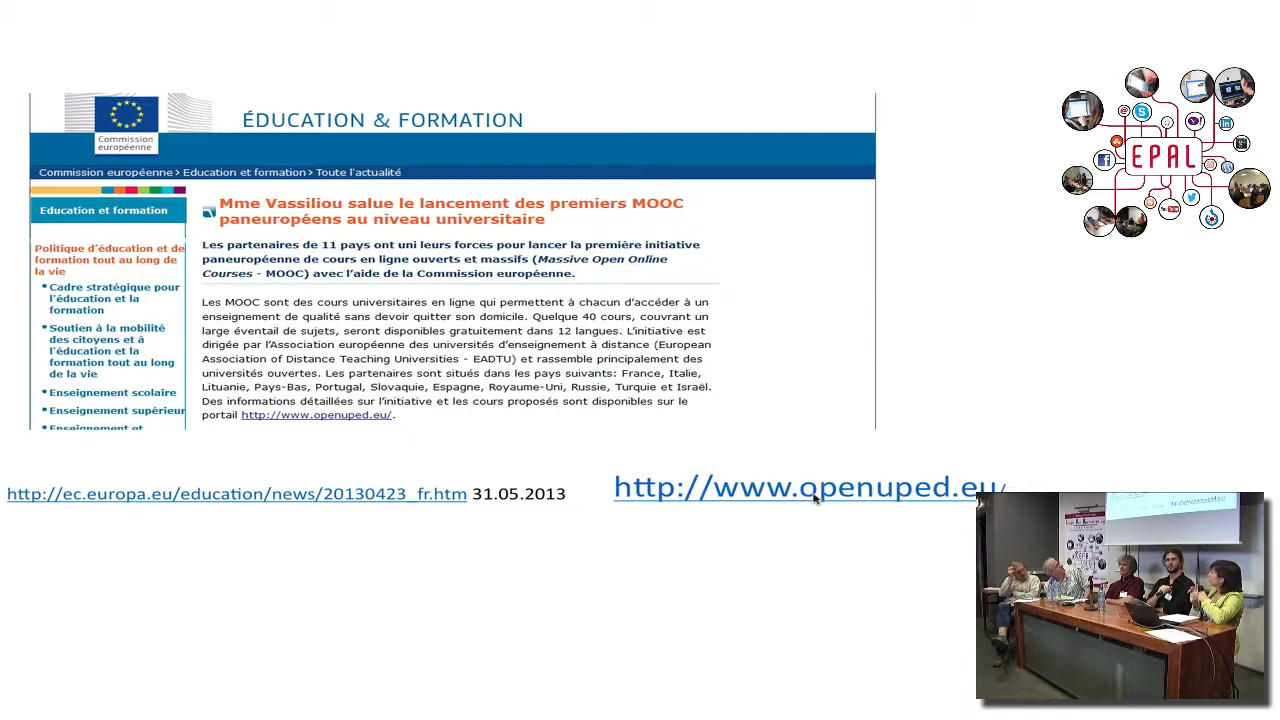 Commission
européenne
ÉDUCATION & FORMATION
Commission européenne > Education et formation > Toute l'actualité
Education et formation
Politique d'éducation et de
formation tout au long de
la vie
Cadre stratégique pour
l'éducation et la
formation
Soutien à la mobilité
des citoyens et à
l'éducation et la
formation tout au long
de la vie
Enseignement scolaire
Enseignement supérieur
Enseignement et
Mme Vassiliou salue le lancement des premiers MOOC
paneuropéens au niveau universitaire
Les partenaires de 11 pays ont uni leurs forces pour lancer la première initiative
paneuropéenne de cours en ligne ouverts et massifs (Massive Open Online
Courses - MOOC) avec l'aide de la Commission européenne.
Les MOOC sont des cours universitaires en ligne qui permettent à chacun d'accéder à un
enseignement de qualité sans devoir quitter son domicile. Quelque 40 cours, couvrant un
large éventail de sujets, seront disponibles gratuitement dans 12 langues. L'initiative est
dirigée par l'Association européenne des universités d'enseignement à distance (European
Association of Distance Teaching Universities - EADTU) et rassemble principalement des
universités ouvertes. Les partenaires sont situés dans les pays suivants: France, Italie,
Lituanie, Pays-Bas, Portugal, Slovaquie, Espagne, Royaume-Uni, Russie, Turquie et Israël.
Des informations détaillées sur l'initiative et les cours proposés sont disponibles sur le
portail http://www.openuped.eu/.
EPAL
http://ec.europa.eu/education/news/20130423_fr.htm 31.05.2013
http://www.openuped.eu/
EPAL